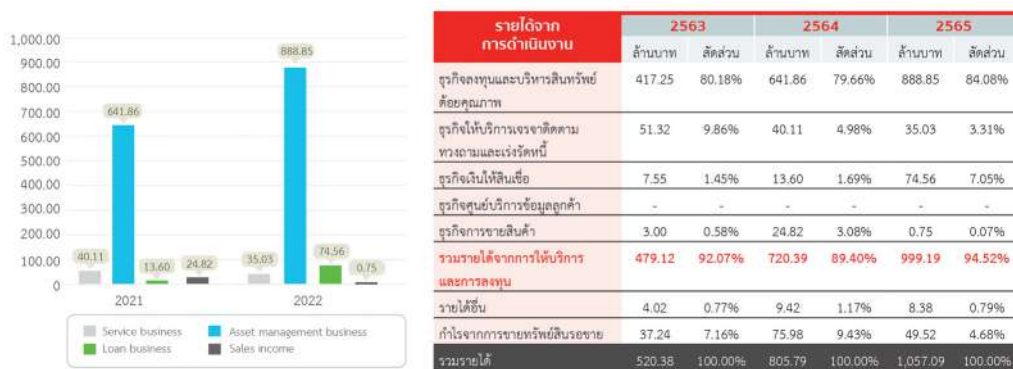 1,000.00
900.00
800.00
700.00
600.00
500.00
400.00
300.00
200.00
100.00
0.00
40.11
641.86
13.60
24.82
35.03
888.85
74.56
0.75
2021
2022
Service business
Asset management business
Loan business
Sales income
รายได้จาก
การดำเนินงาน
2563 2564 2565
ล้านบาท สัดส่วน ล้านบาท สัดส่วน ล้านบาท สัดส่วน
ธุรกิจลงทุนและบริหารสินทรัพย์ 417.25 80.18% 641.86 79.66% 888.85 84.08%
ด้อยคุณภาพ
ธุรกิจให้บริการเจรจาติดตาม 51.32 9.86% 40.11 4.98% 35.03 3.31%
ทวงถามและเร่งรัดหนี้
ธุรกิจเงินให้สินเชื่อ 7.55 1.45% 13.60 1.69% 74.56 7.05%
ธุรกิจศูนย์บริการข้อมูลลูกค้า - - - - - -
ธุรกิจการขายสินค้า 3.00 0.58% 24.82 3.08% 0.75 0.07%
รวมรายได้จากการให้บริการ 479.12 92.07% 720.39 89.40% 999.19 94.52%
และการลงทุน
รายได้อื่น 4.02 0.77% 9.42 1.17% 8.38 0.79%
กำไรจากการขายทรัพย์สินรอขาย 37.24 7.16% 75.98 9.43% 49.52 4.68%
รวมรายได้ 520.38 100.00% 805.79 100.00% 1,057.09 100.00%